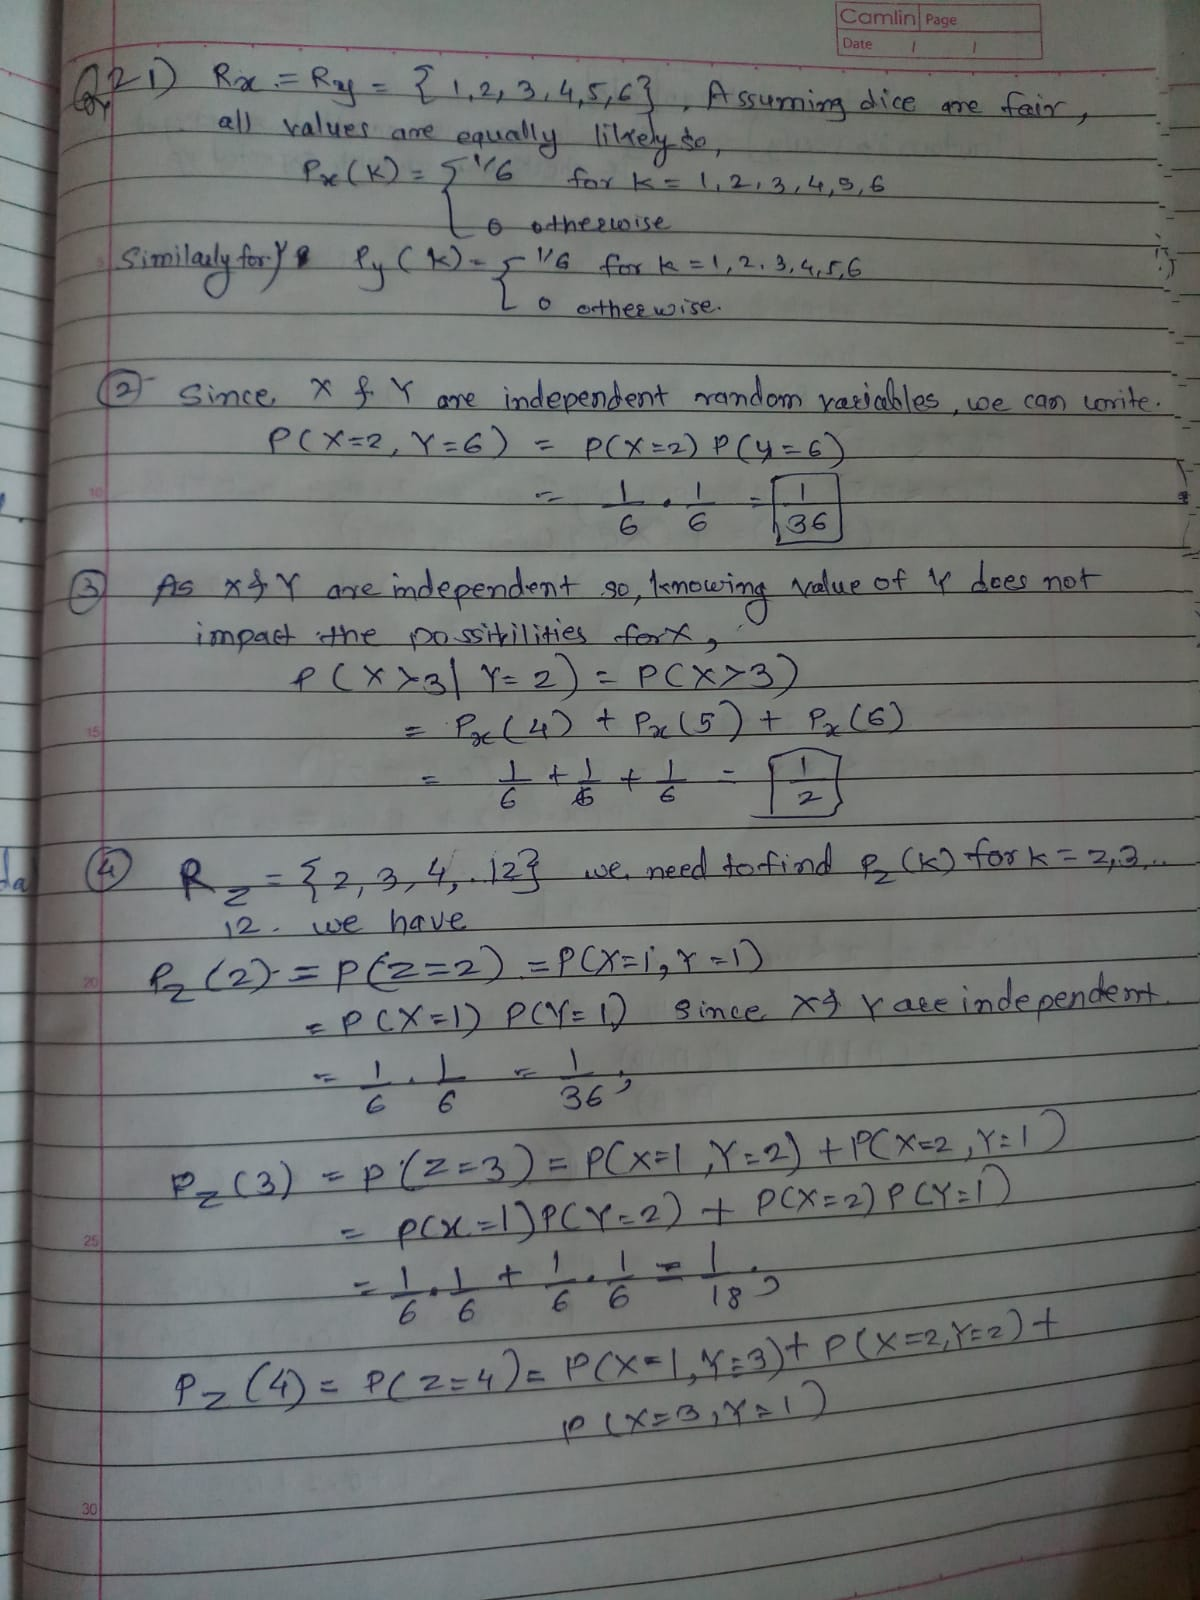 Camlin Page
Date / /
Q2 1) Rx = Ry = { 1,2,3,4,5,6} , Assuming dice are fair,
all values are equally likely so,
Px(k) = { 1/6 for k = 1,2,3,4,5,6
0 otherwise
Similarly for Y Py (k) = { 1/6 for k = 1,2,3,4,5,6
0 otherwise.
② Since X & Y are independent random variables, we can write.
P(X=2, Y=6) = P(X=2) P(Y=6)
10
= 1/6 . 1/6 = 1/36
③ As X & Y are independent so, knowing value of Y does not
impact the possibilities for X,
P(X>3| Y=2) = P(X>3)
15
= Px(4) + Px(5) + Px(6)
= 1/6 + 1/6 + 1/6 = 1/2
④ Rz = {2,3,4,..12} we need to find Pz(k) for k = 2,3..
12. we have
20
Pz(2) = P(Z=2) = P(X=1, Y=1)
= P(X=1) P(Y=1) since X & Y are independent.
= 1/6 . 1/6 = 1/36 ;
Pz(3) = P(Z=3) = P(X=1, Y=2) + P(X=2, Y=1)
25
= P(X=1)P(Y=2) + P(X=2) P(Y=1)
= 1/6 . 1/6 + 1/6 . 1/6 = 1/18 ;
Pz(4) = P(Z=4) = P(X=1, Y=3) + P(X=2, Y=2) +
P(X=3, Y=1)
30